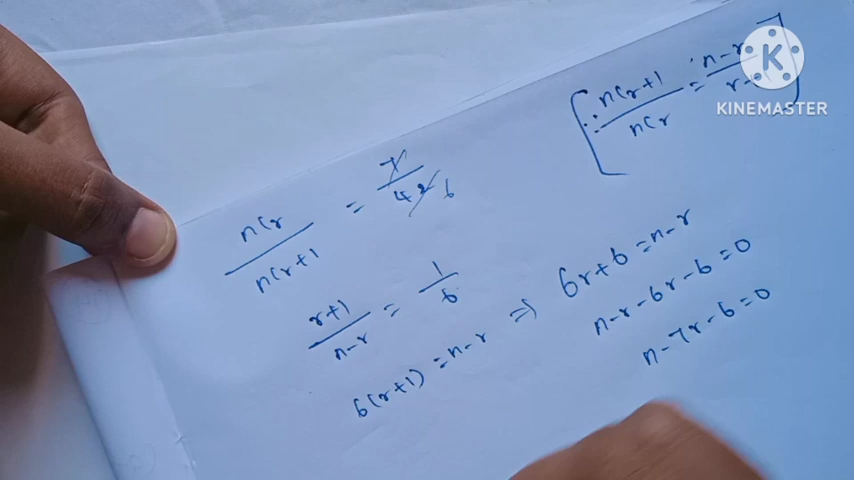 [∵ nCr+1 / nCr = n-r / r-]
KINEMASTER
nCr / nCr+1 = 7 / 42 6
r+1 / n-r = 1 / 6
6(r+1) = n-r ⇒ 6r+6 = n-r
n-r-6r-6=0
n-7r-6=0